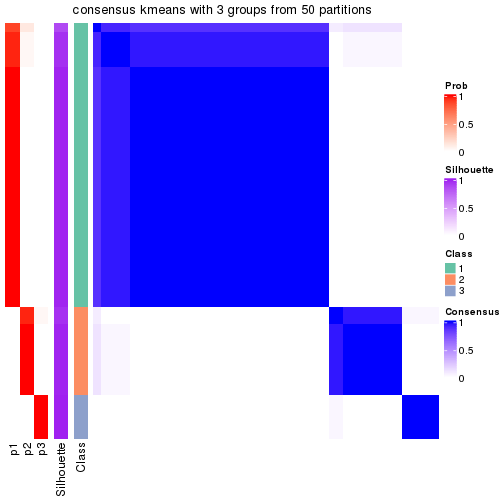 consensus kmeans with 3 groups from 50 partitions
Prob
1
0.5
0
Silhouette
1
0.5
0
Class
1
2
3
Consensus
1
0.5
0
p1
p2
p3
Silhouette
Class